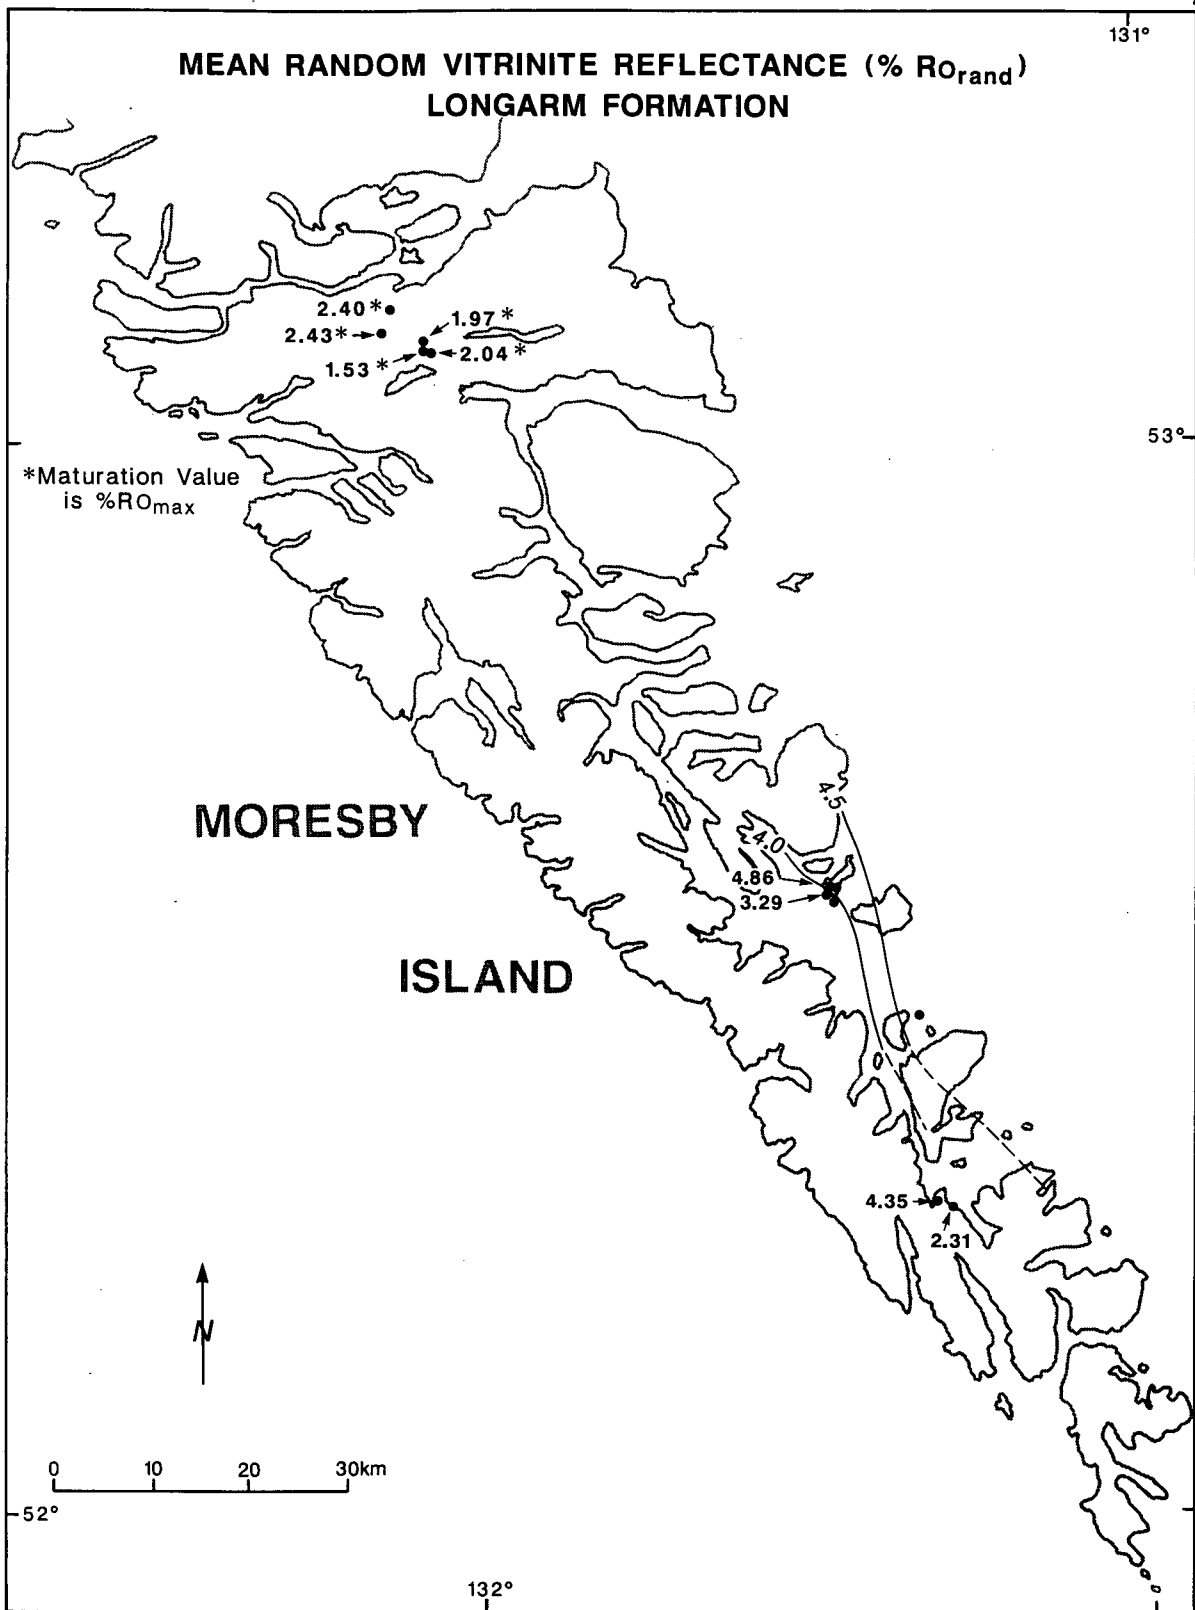 131°
MEAN RANDOM VITRINITE REFLECTANCE (% Ro_rand)
LONGARM FORMATION
2.40*
1.97*
2.43*
2.04*
1.53*
53°
*Maturation Value
is %RO_max
4.5
MORESBY
4.0
4.86
3.29
ISLAND
4.35
2.31
N
0 10 20 30km
52°
132°